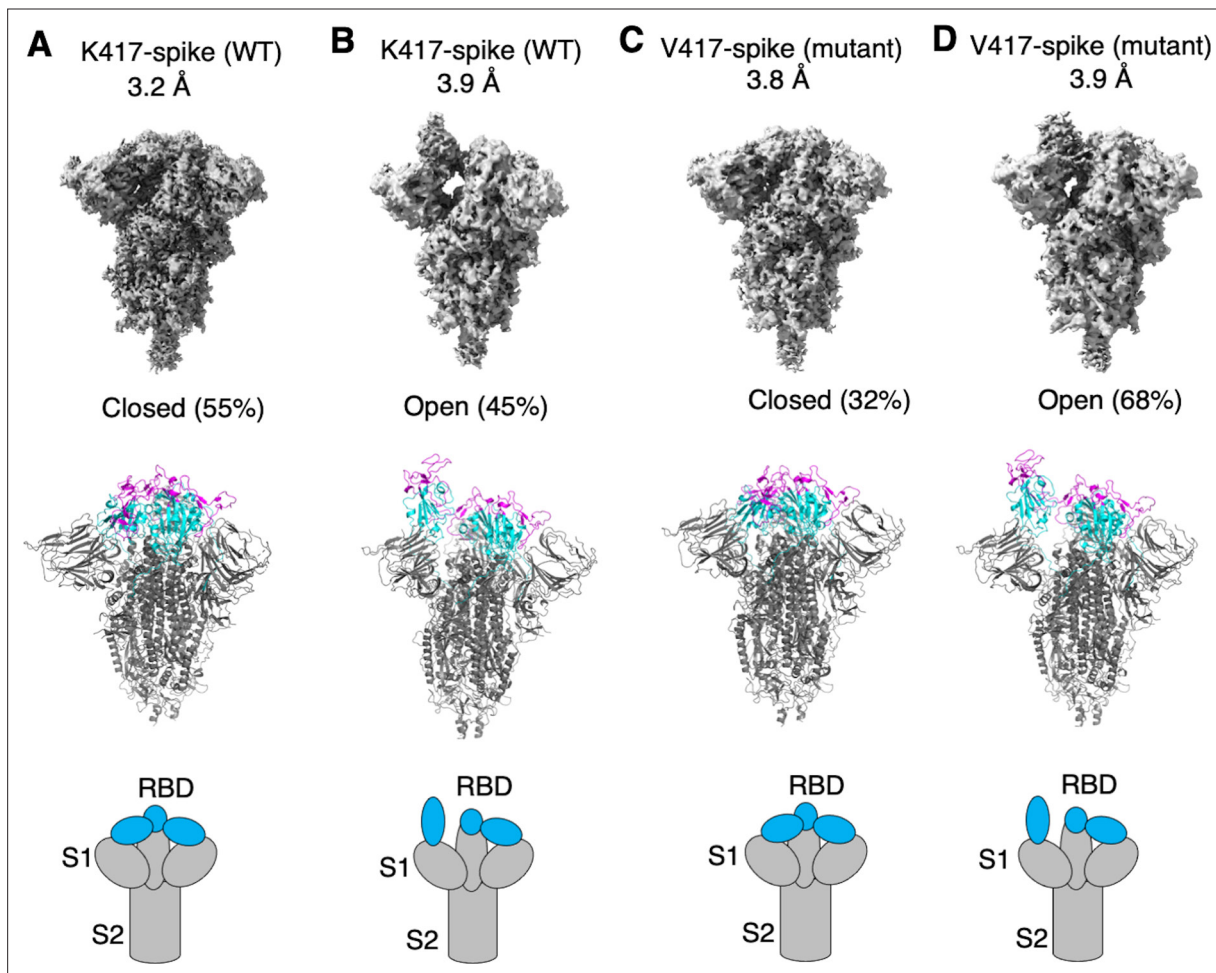 A
K417-spike (WT)
3.2 Å
B
K417-spike (WT)
3.9 Å
C
V417-spike (mutant)
3.8 Å
D
V417-spike (mutant)
3.9 Å
Closed (55%)
Open (45%)
Closed (32%)
Open (68%)
RBD
S1
S2
RBD
S1
S2
RBD
S1
S2
RBD
S1
S2